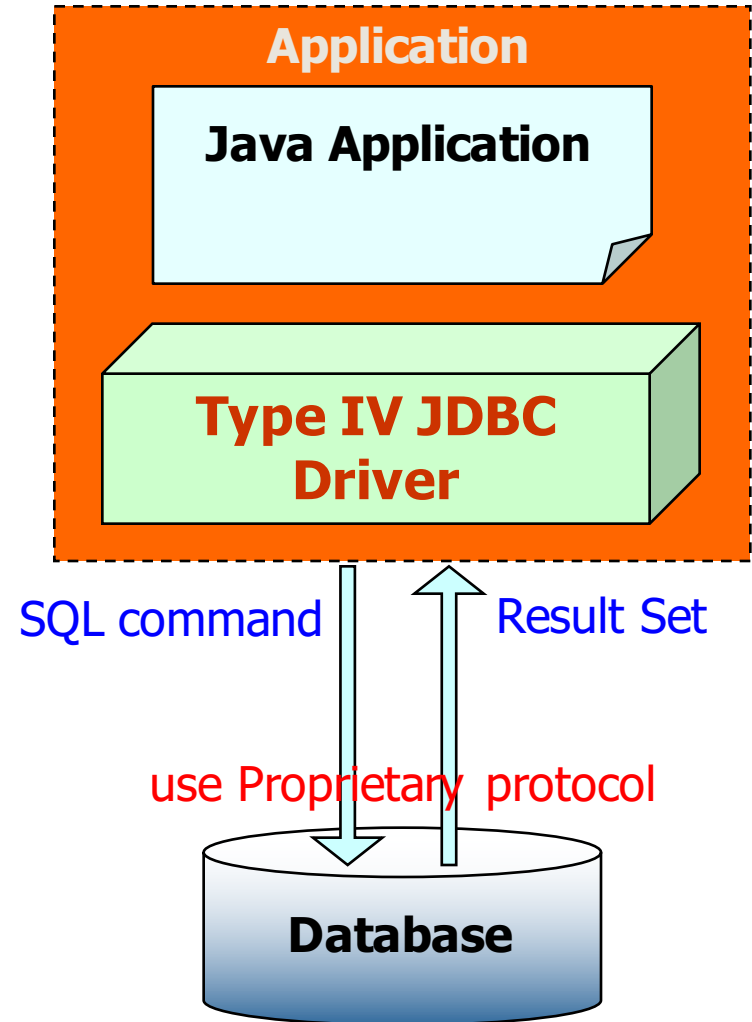 Application
Java Application
Type IV JDBC
Driver
SQL command
Result Set
use Proprietary protocol
Database